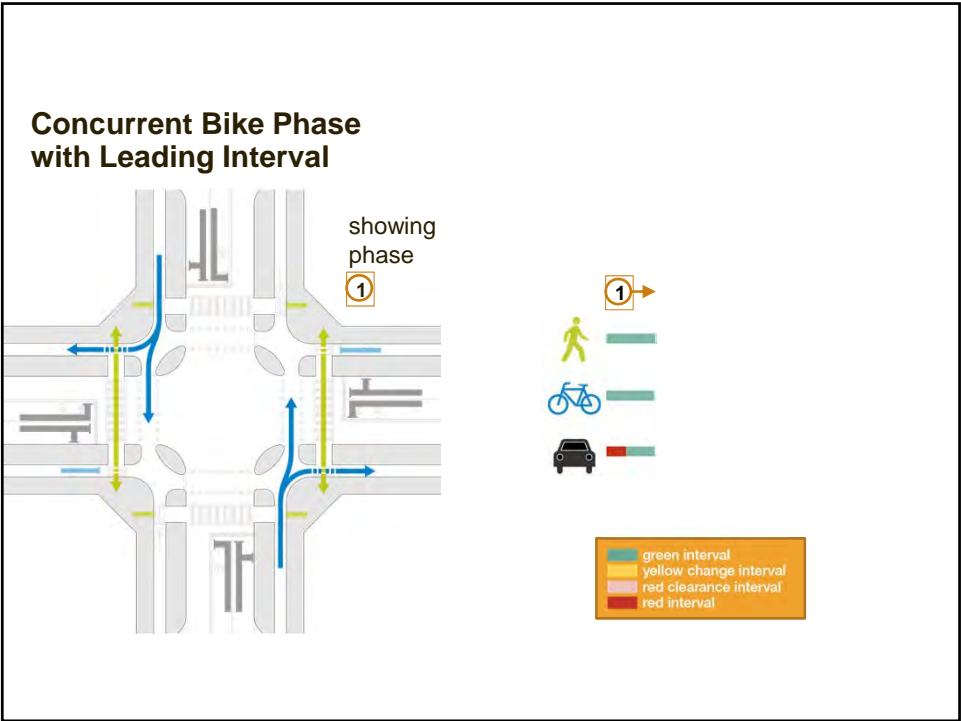 Concurrent Bike Phase
with Leading Interval
showing
phase
1
1
green interval
yellow change interval
red clearance interval
red interval